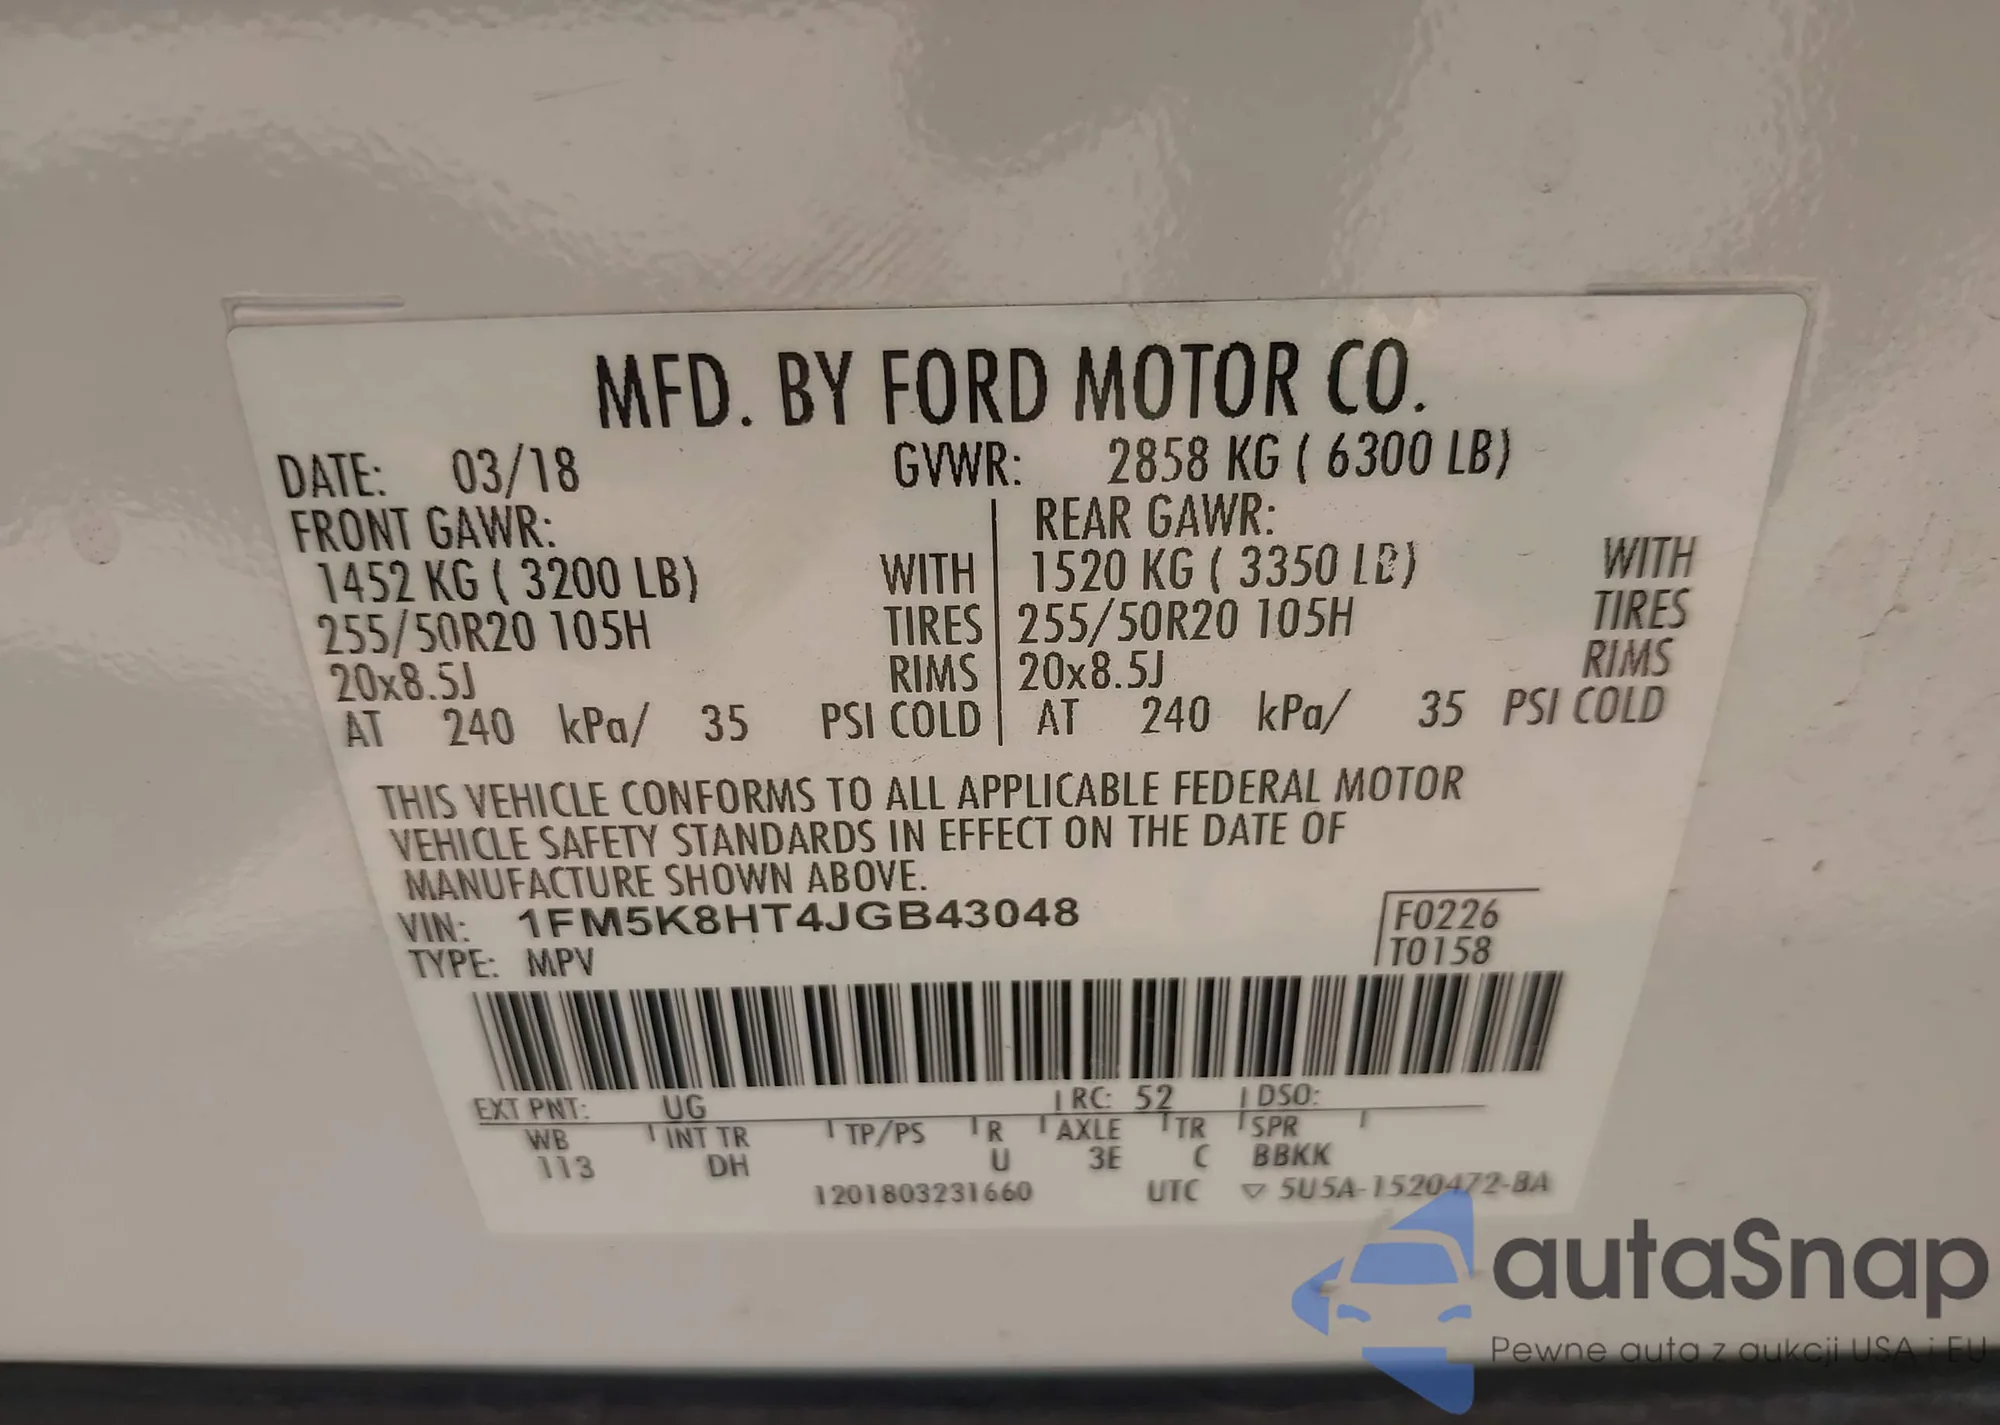 MFD. BY FORD MOTOR CO.
DATE: 03/18 GVWR: 2858 KG ( 6300 LB)
FRONT GAWR: REAR GAWR:
1452 KG ( 3200 LB) WITH 1520 KG ( 3350 LB) WITH
255/50R20 105H TIRES 255/50R20 105H TIRES
20x8.5J RIMS 20x8.5J RIMS
AT 240 kPa/ 35 PSI COLD AT 240 kPa/ 35 PSI COLD
THIS VEHICLE CONFORMS TO ALL APPLICABLE FEDERAL MOTOR
VEHICLE SAFETY STANDARDS IN EFFECT ON THE DATE OF
MANUFACTURE SHOWN ABOVE.
VIN: 1FM5K8HT4JGB43048 F0226
TYPE: MPV T0158
EXT PNT: UG RC: 52 DSO:
WB INT TR TP/PS R AXLE TR SPR
113 DH U 3E C BBKK
1201803231660 UTC ▽ 5U5A-1520472-BA
autaSnap
Pewne auta z aukcji USA i EU